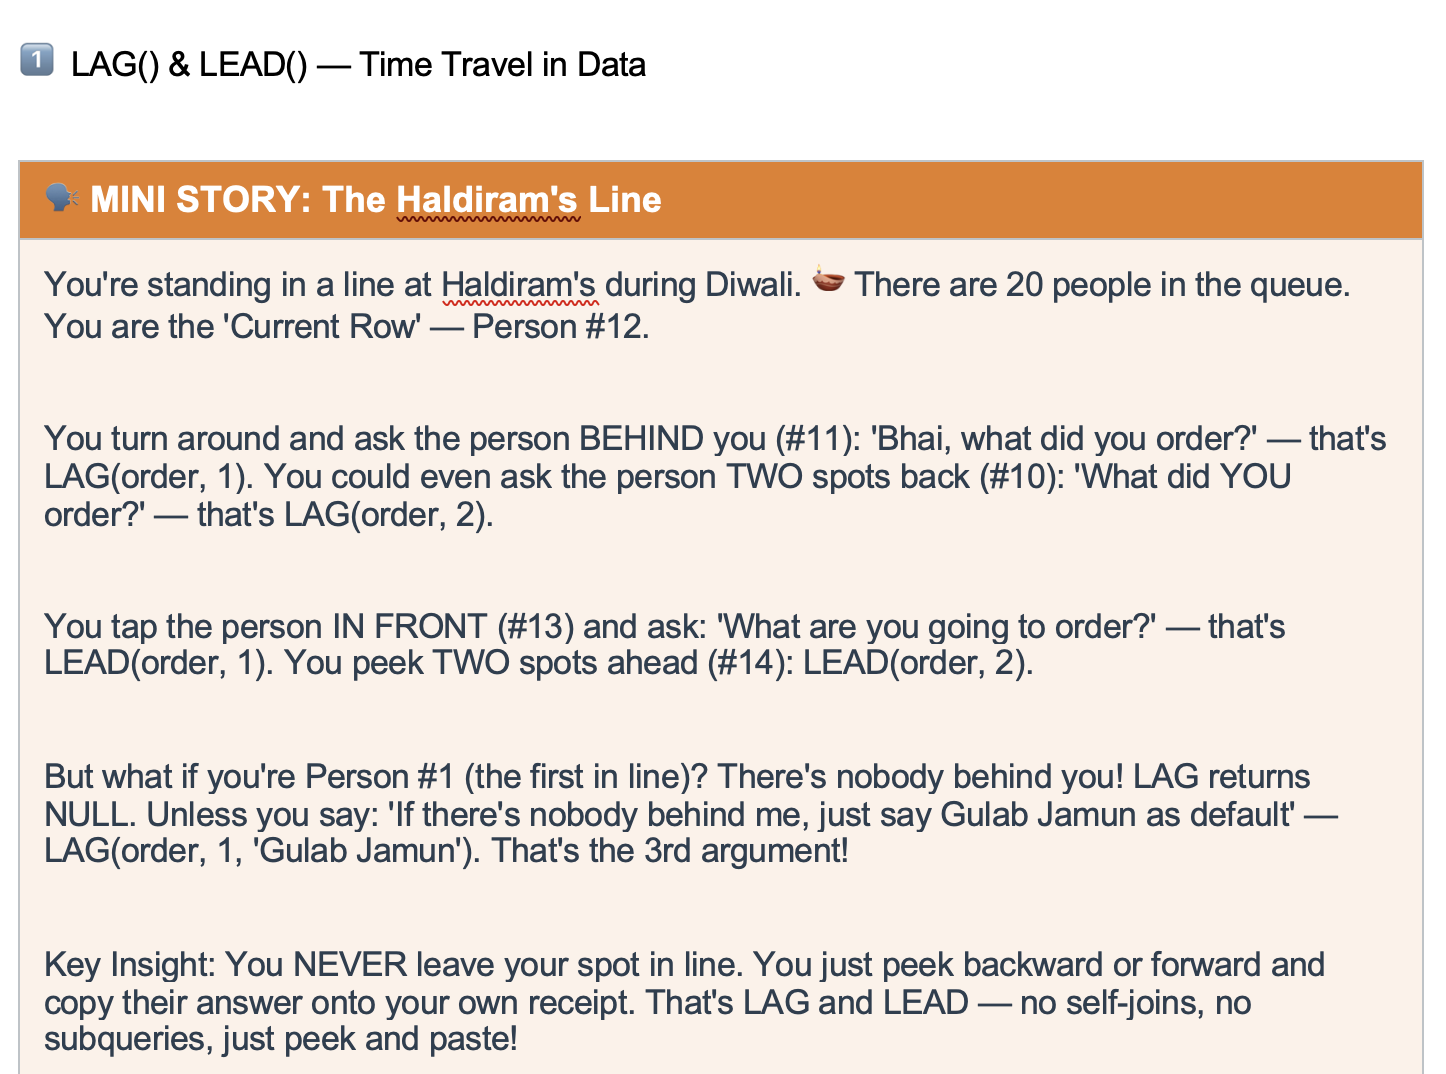 1️⃣ LAG() & LEAD() — Time Travel in Data
🗣️ MINI STORY: The Haldiram's Line
You're standing in a line at Haldiram's during Diwali. 🪔 There are 20 people in the queue.
You are the 'Current Row' — Person #12.
You turn around and ask the person BEHIND you (#11): 'Bhai, what did you order?' — that's
LAG(order, 1). You could even ask the person TWO spots back (#10): 'What did YOU
order?' — that's LAG(order, 2).
You tap the person IN FRONT (#13) and ask: 'What are you going to order?' — that's
LEAD(order, 1). You peek TWO spots ahead (#14): LEAD(order, 2).
But what if you're Person #1 (the first in line)? There's nobody behind you! LAG returns
NULL. Unless you say: 'If there's nobody behind me, just say Gulab Jamun as default' —
LAG(order, 1, 'Gulab Jamun'). That's the 3rd argument!
Key Insight: You NEVER leave your spot in line. You just peek backward or forward and
copy their answer onto your own receipt. That's LAG and LEAD — no self-joins, no
subqueries, just peek and paste!